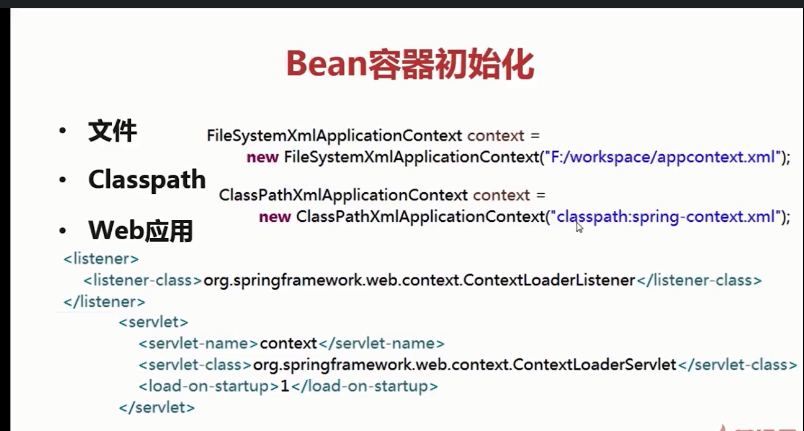 Bean容器初始化
• 文件
FileSystemXmlApplicationContext context =
new FileSystemXmlApplicationContext("F:/workspace/appcontext.xml");
• Classpath
ClassPathXmlApplicationContext context =
new ClassPathXmlApplicationContext("classpath:spring-context.xml");
• Web应用
<listener>
<listener-class>org.springframework.web.context.ContextLoaderListener</listener-class>
</listener>
<servlet>
<servlet-name>context</servlet-name>
<servlet-class>org.springframework.web.context.ContextLoaderServlet</servlet-class>
<load-on-startup>1</load-on-startup>
</servlet>